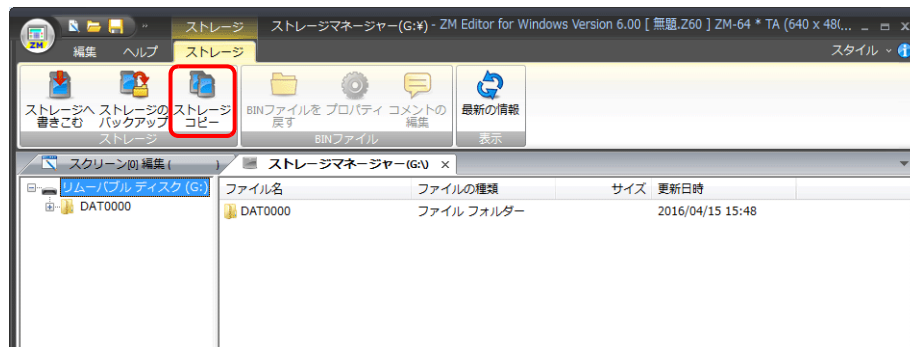 ストレージ ストレージマネージャー(G:¥) - ZM Editor for Windows Version 6.00 [ 無題.Z60 ] ZM-64 * TA (640 x 48(...
ZM 編集 ヘルプ ストレージ スタイル
ストレージへ ストレージの ストレージ BINファイルを プロパティ コメントの 最新の情報
書きこむ バックアップ コピー 戻す 編集
ストレージ BINファイル 表示
スクリーン[0] 編集 ( ) ストレージマネージャー(G:\) ×
リムーバブル ディスク (G:) ファイル名 ファイルの種類 サイズ 更新日時
DAT0000 DAT0000 ファイル フォルダー 2016/04/15 15:48